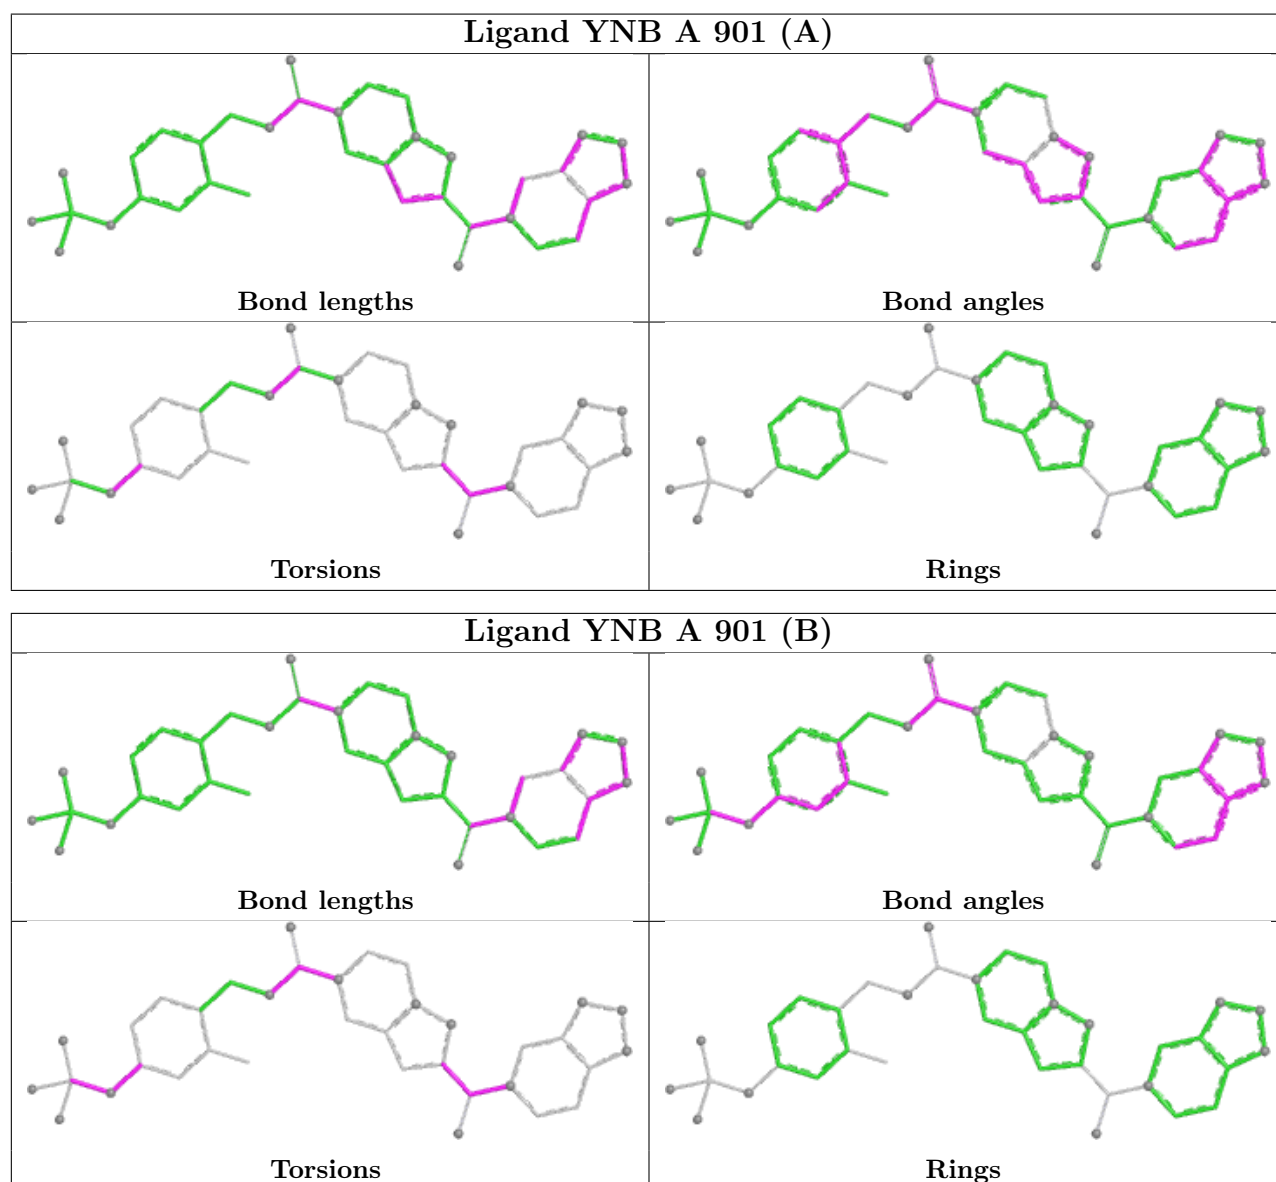 Ligand YNB A 901 (A)
Bond lengths
Bond angles
Torsions
Rings
Ligand YNB A 901 (B)
Bond lengths
Bond angles
Torsions
Rings